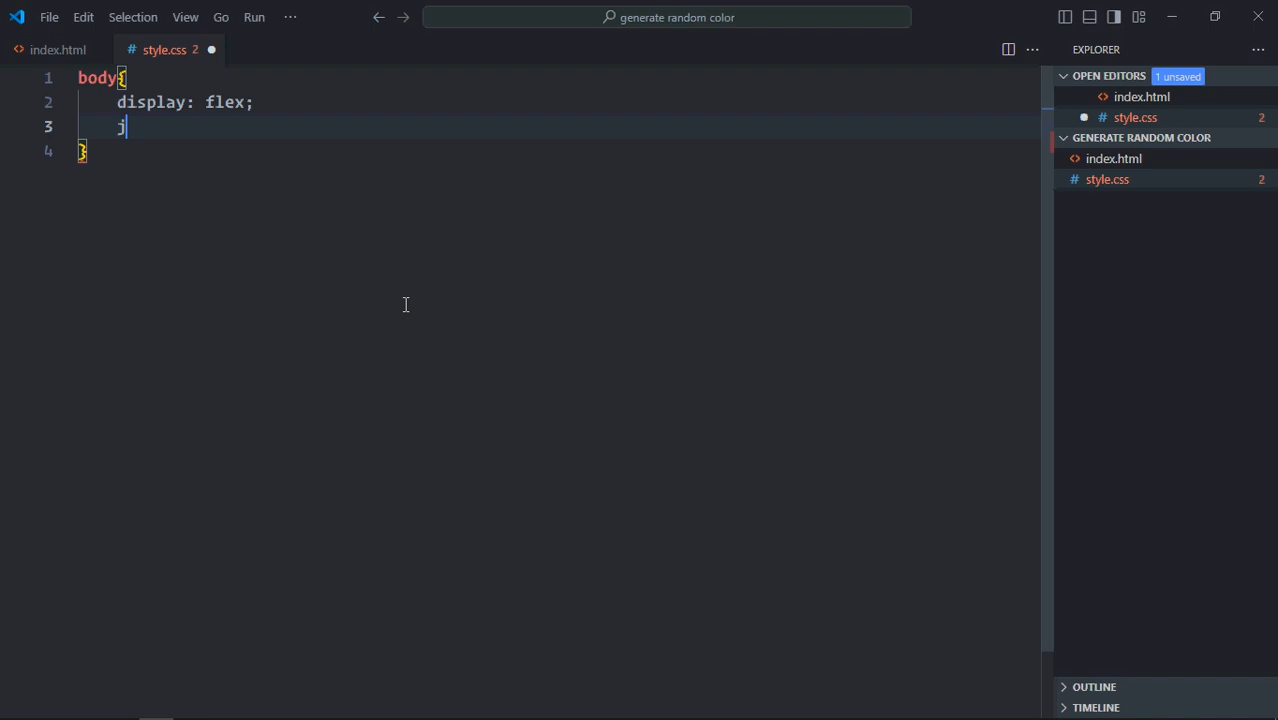 File Edit Selection View Go Run ···
generate random color
index.html
# style.css 2
EXPLORER
OPEN EDITORS 1 unsaved
index.html
# style.css 2
GENERATE RANDOM COLOR
index.html
# style.css 2
1 body{
2 display: flex;
3 j
4 }
OUTLINE
TIMELINE